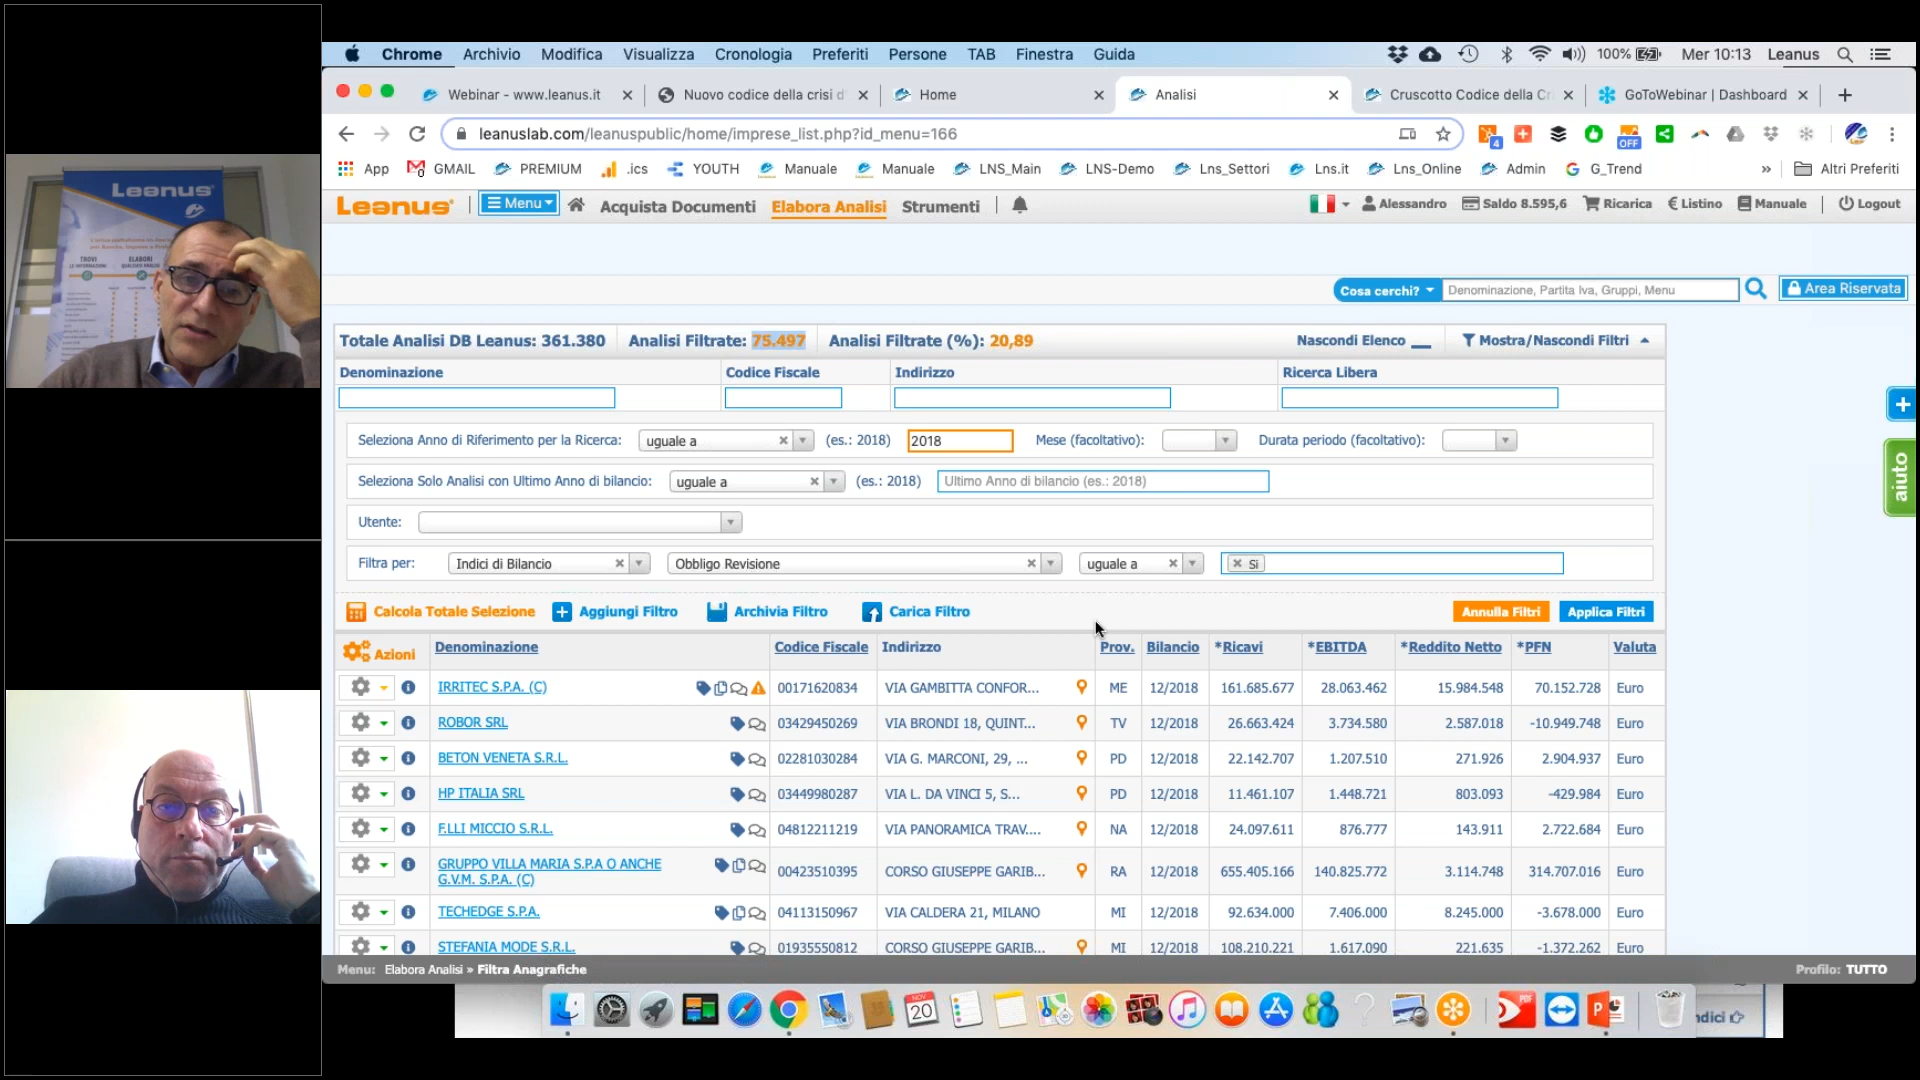 Chrome Archivio Modifica Visualizza Cronologia Preferiti Persone TAB Finestra Guida 100% Mer 10:13 Leanus
Webinar - www.leanus.it Nuovo codice della crisi d Home Analisi Cruscotto Codice della Cr GoToWebinar | Dashboard
leanuslab.com/leanuspublic/home/imprese_list.php?id_menu=166 4 OFF
App GMAIL PREMIUM .ics YOUTH Manuale Manuale LNS_Main LNS-Demo Lns_Settori Lns.it Lns_Online Admin G_Trend » Altri Preferiti
Leanus Menu Acquista Documenti Elabora Analisi Strumenti Alessandro Saldo 8.595,6 Ricarica € Listino Manuale Logout
Cosa cerchi? Denominazione, Partita Iva, Gruppi, Menu Area Riservata
Totale Analisi DB Leanus: 361.380 Analisi Filtrate: 75.497 Analisi Filtrate (%): 20,89 Nascondi Elenco Mostra/Nascondi Filtri
Denominazione Codice Fiscale Indirizzo Ricerca Libera
Seleziona Anno di Riferimento per la Ricerca: uguale a (es.: 2018) 2018 Mese (facoltativo): Durata periodo (facoltativo):
Seleziona Solo Analisi con Ultimo Anno di bilancio: uguale a (es.: 2018) Ultimo Anno di bilancio (es.: 2018)
Utente:
Filtra per: Indici di Bilancio Obbligo Revisione uguale a Si
Calcola Totale Selezione Aggiungi Filtro Archivia Filtro Carica Filtro Annulla Filtri Applica Filtri
Azioni Denominazione Codice Fiscale Indirizzo Prov. Bilancio *Ricavi *EBITDA *Reddito Netto *PFN Valuta
IRRITEC S.P.A. (C) 00171620834 VIA GAMBITTA CONFOR... ME 12/2018 161.685.677 28.063.462 15.984.548 70.152.728 Euro
ROBOR SRL 03429450269 VIA BRONDI 18, QUINT... TV 12/2018 26.663.424 3.734.580 2.587.018 -10.949.748 Euro
BETON VENETA S.R.L. 02281030284 VIA G. MARCONI, 29, ... PD 12/2018 22.142.707 1.207.510 271.926 2.904.937 Euro
HP ITALIA SRL 03449980287 VIA L. DA VINCI 5, S... PD 12/2018 11.461.107 1.448.721 803.093 -429.984 Euro
F.LLI MICCIO S.R.L. 04812211219 VIA PANORAMICA TRAV.... NA 12/2018 24.097.611 876.777 143.911 2.722.684 Euro
GRUPPO VILLA MARIA S.P.A O ANCHE
G.V.M. S.P.A. (C) 00423510395 CORSO GIUSEPPE GARIB... RA 12/2018 655.405.166 140.825.772 3.114.748 314.707.016 Euro
TECHEDGE S.P.A. 04113150967 VIA CALDERA 21, MILANO MI 12/2018 92.634.000 7.406.000 8.245.000 -3.678.000 Euro
STEFANIA MODE S.R.L. 01935550812 CORSO GIUSEPPE GARIB... MI 12/2018 108.210.221 1.617.090 221.635 -1.372.262 Euro
Menu: Elabora Analisi » Filtra Anagrafiche Profilo: TUTTO
aiuto
NOV
20
PDF
ndici
Leanus
TROVI
ELABORI